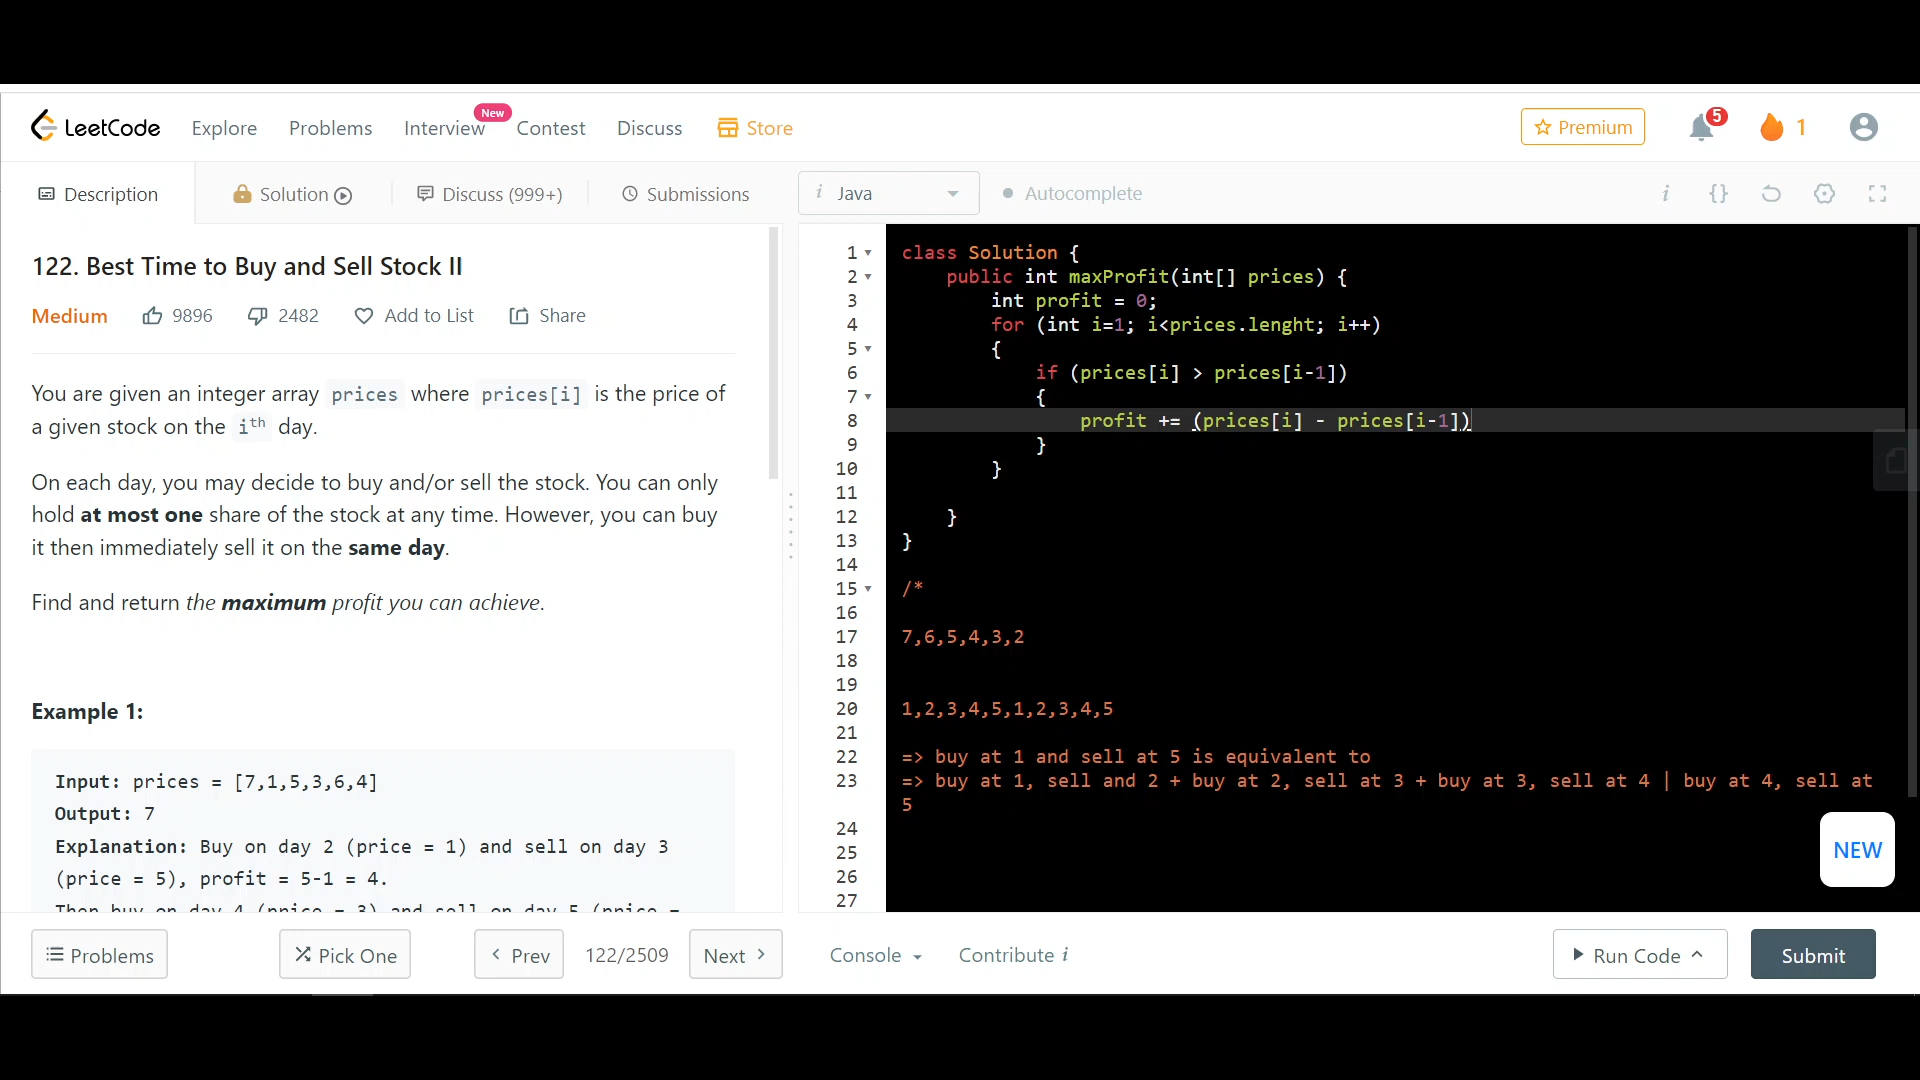 LeetCode Explore Problems Interview New Contest Discuss Store Premium 5 1
Description Solution Discuss (999+) Submissions
i Java Autocomplete i {}
122. Best Time to Buy and Sell Stock II
Medium 9896 2482 Add to List Share
You are given an integer array prices where prices[i] is the price of
a given stock on the ith day.
On each day, you may decide to buy and/or sell the stock. You can only
hold at most one share of the stock at any time. However, you can buy
it then immediately sell it on the same day.
Find and return the maximum profit you can achieve.
Example 1:
Input: prices = [7,1,5,3,6,4]
Output: 7
Explanation: Buy on day 2 (price = 1) and sell on day 3
(price = 5), profit = 5-1 = 4.
Then buy on day 4 (price = 3) and sell on day 5 (price =
1 class Solution {
2 public int maxProfit(int[] prices) {
3 int profit = 0;
4 for (int i=1; i<prices.lenght; i++)
5 {
6 if (prices[i] > prices[i-1])
7 {
8 profit += (prices[i] - prices[i-1])
9 }
10 }
11
12 }
13 }
14
15 /*
16
17 7,6,5,4,3,2
18
19
20 1,2,3,4,5,1,2,3,4,5
21
22 => buy at 1 and sell at 5 is equivalent to
23 => buy at 1, sell and 2 + buy at 2, sell at 3 + buy at 3, sell at 4 | buy at 4, sell at
5
24
25
26
27
NEW
Problems Pick One < Prev 122/2509 Next > Console Contribute i Run Code Submit